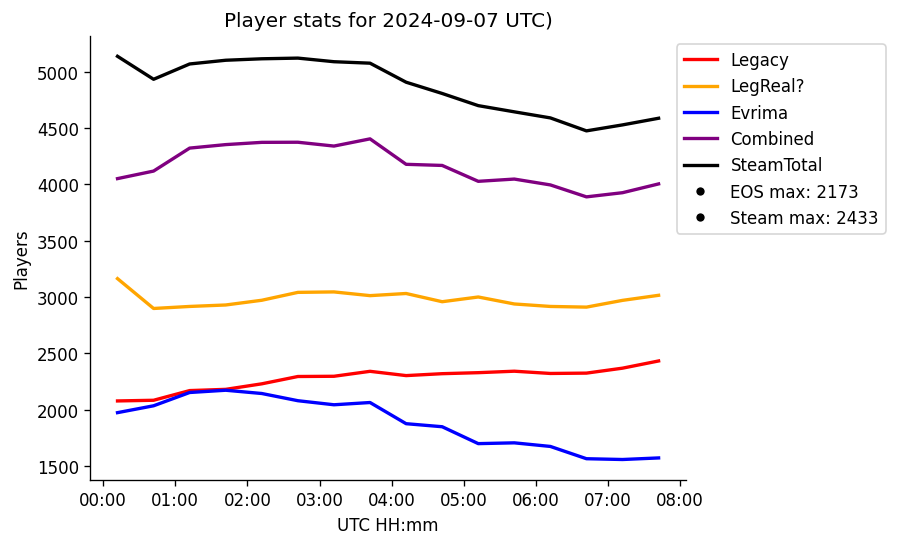 Player stats for 2024-09-07 UTC)
Legacy
LegReal?
Evrima
Combined
SteamTotal
EOS max: 2173
Steam max: 2433
Players
5000
4500
4000
3500
3000
2500
2000
1500
00:00 01:00 02:00 03:00 04:00 05:00 06:00 07:00 08:00
UTC HH:mm